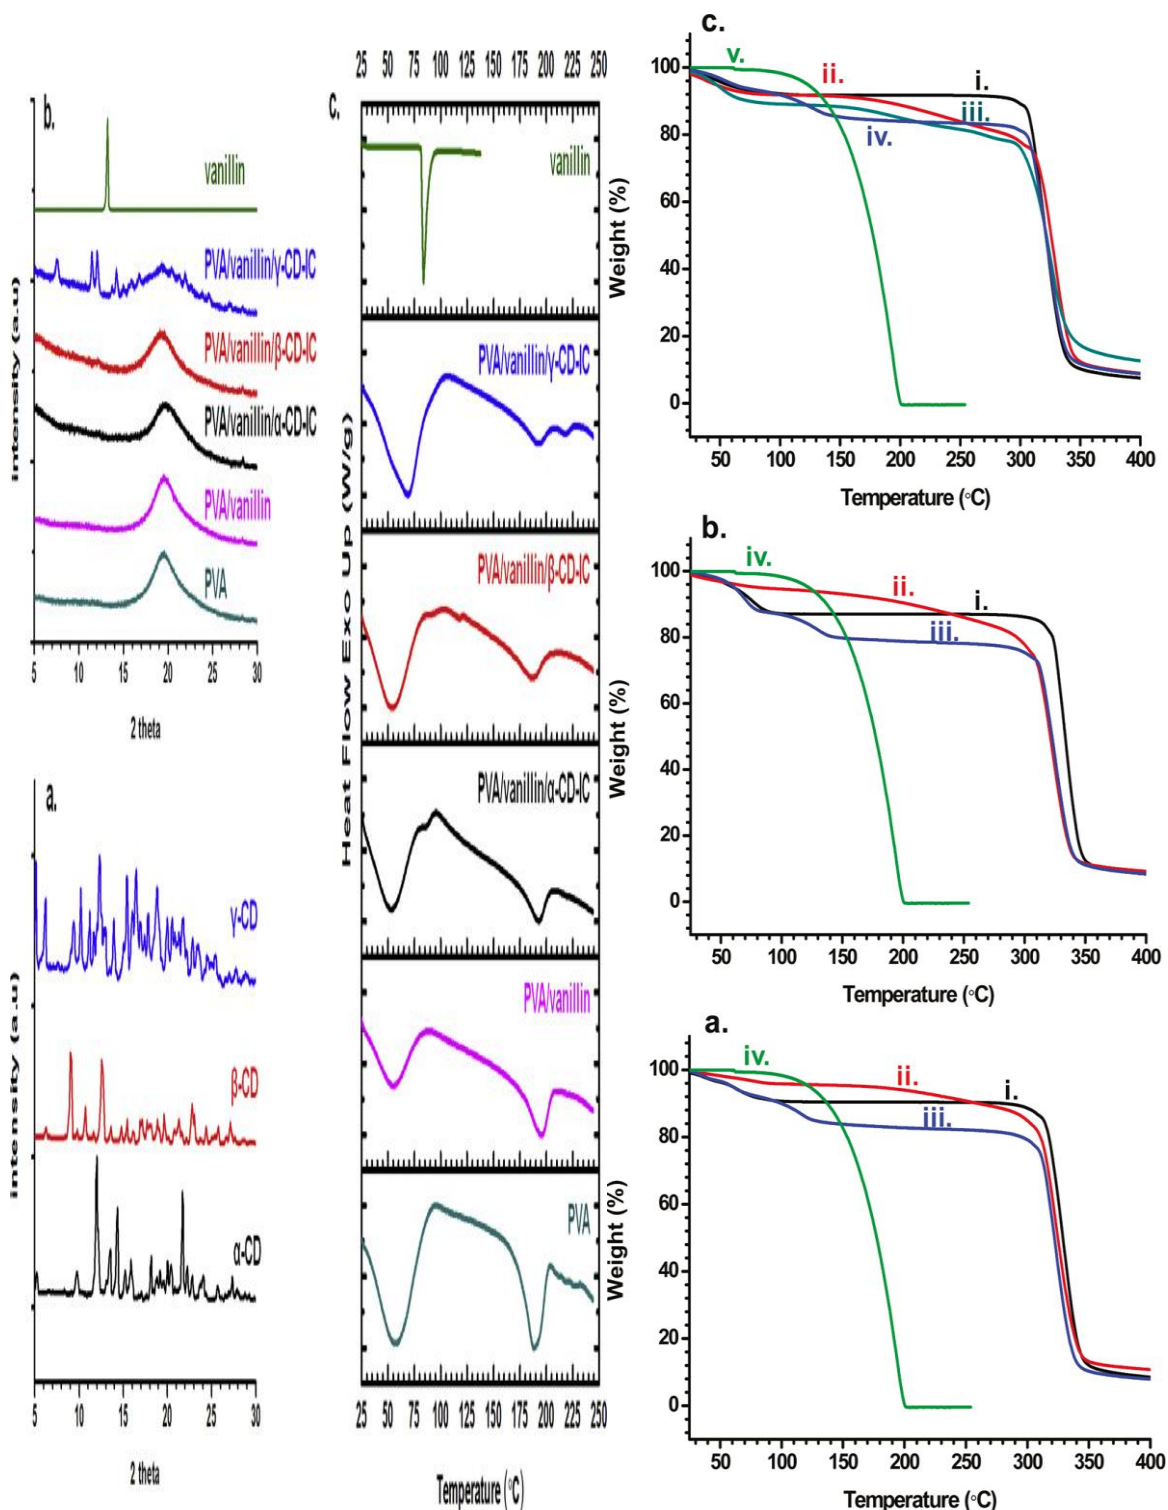 b.
vanillin
PVA/vanillin/γ-CD-IC
PVA/vanillin/β-CD-IC
PVA/vanillin/α-CD-IC
PVA/vanillin
PVA
intensity (a.u)
5 10 15 20 25 30
2 theta
a.
γ-CD
β-CD
α-CD
intensity (a.u)
5 10 15 20 25 30
2 theta
25 50 75 100 125 150 175 200 225 250
c.
vanillin
PVA/vanillin/γ-CD-IC
PVA/vanillin/β-CD-IC
PVA/vanillin/α-CD-IC
PVA/vanillin
PVA
Heat Flow Exo Up (W/g)
25 50 75 100 125 150 175 200 225 250
Temperature (°C)
c.
v.
ii.
i.
iii.
iv.
100
80
60
40
20
0
Weight (%)
50 100 150 200 250 300 350 400
Temperature (°C)
b.
iv.
ii.
i.
iii.
100
80
60
40
20
0
Weight (%)
50 100 150 200 250 300 350 400
Temperature (°C)
a.
iv.
ii.
i.
iii.
100
80
60
40
20
0
Weight (%)
50 100 150 200 250 300 350 400
Temperature (°C)